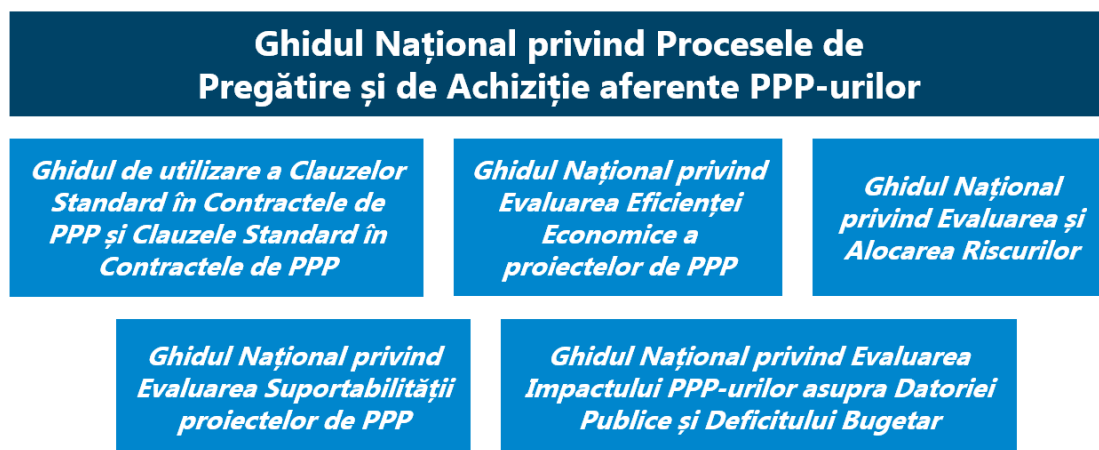 Ghidul Național privind Procesele de
Pregătire și de Achiziție aferente PPP-urilor
Ghidul de utilizare a Clauzelor
Standard în Contractele de
PPP și Clauzele Standard în
Contractele de PPP
Ghidul Național privind
Evaluarea Eficienței
Economice a
proiectelor de PPP
Ghidul Național
privind Evaluarea și
Alocarea Riscurilor
Ghidul Național privind
Evaluarea Suportabilității
proiectelor de PPP
Ghidul Național privind Evaluarea
Impactului PPP-urilor asupra Datoriei
Publice și Deficitului Bugetar